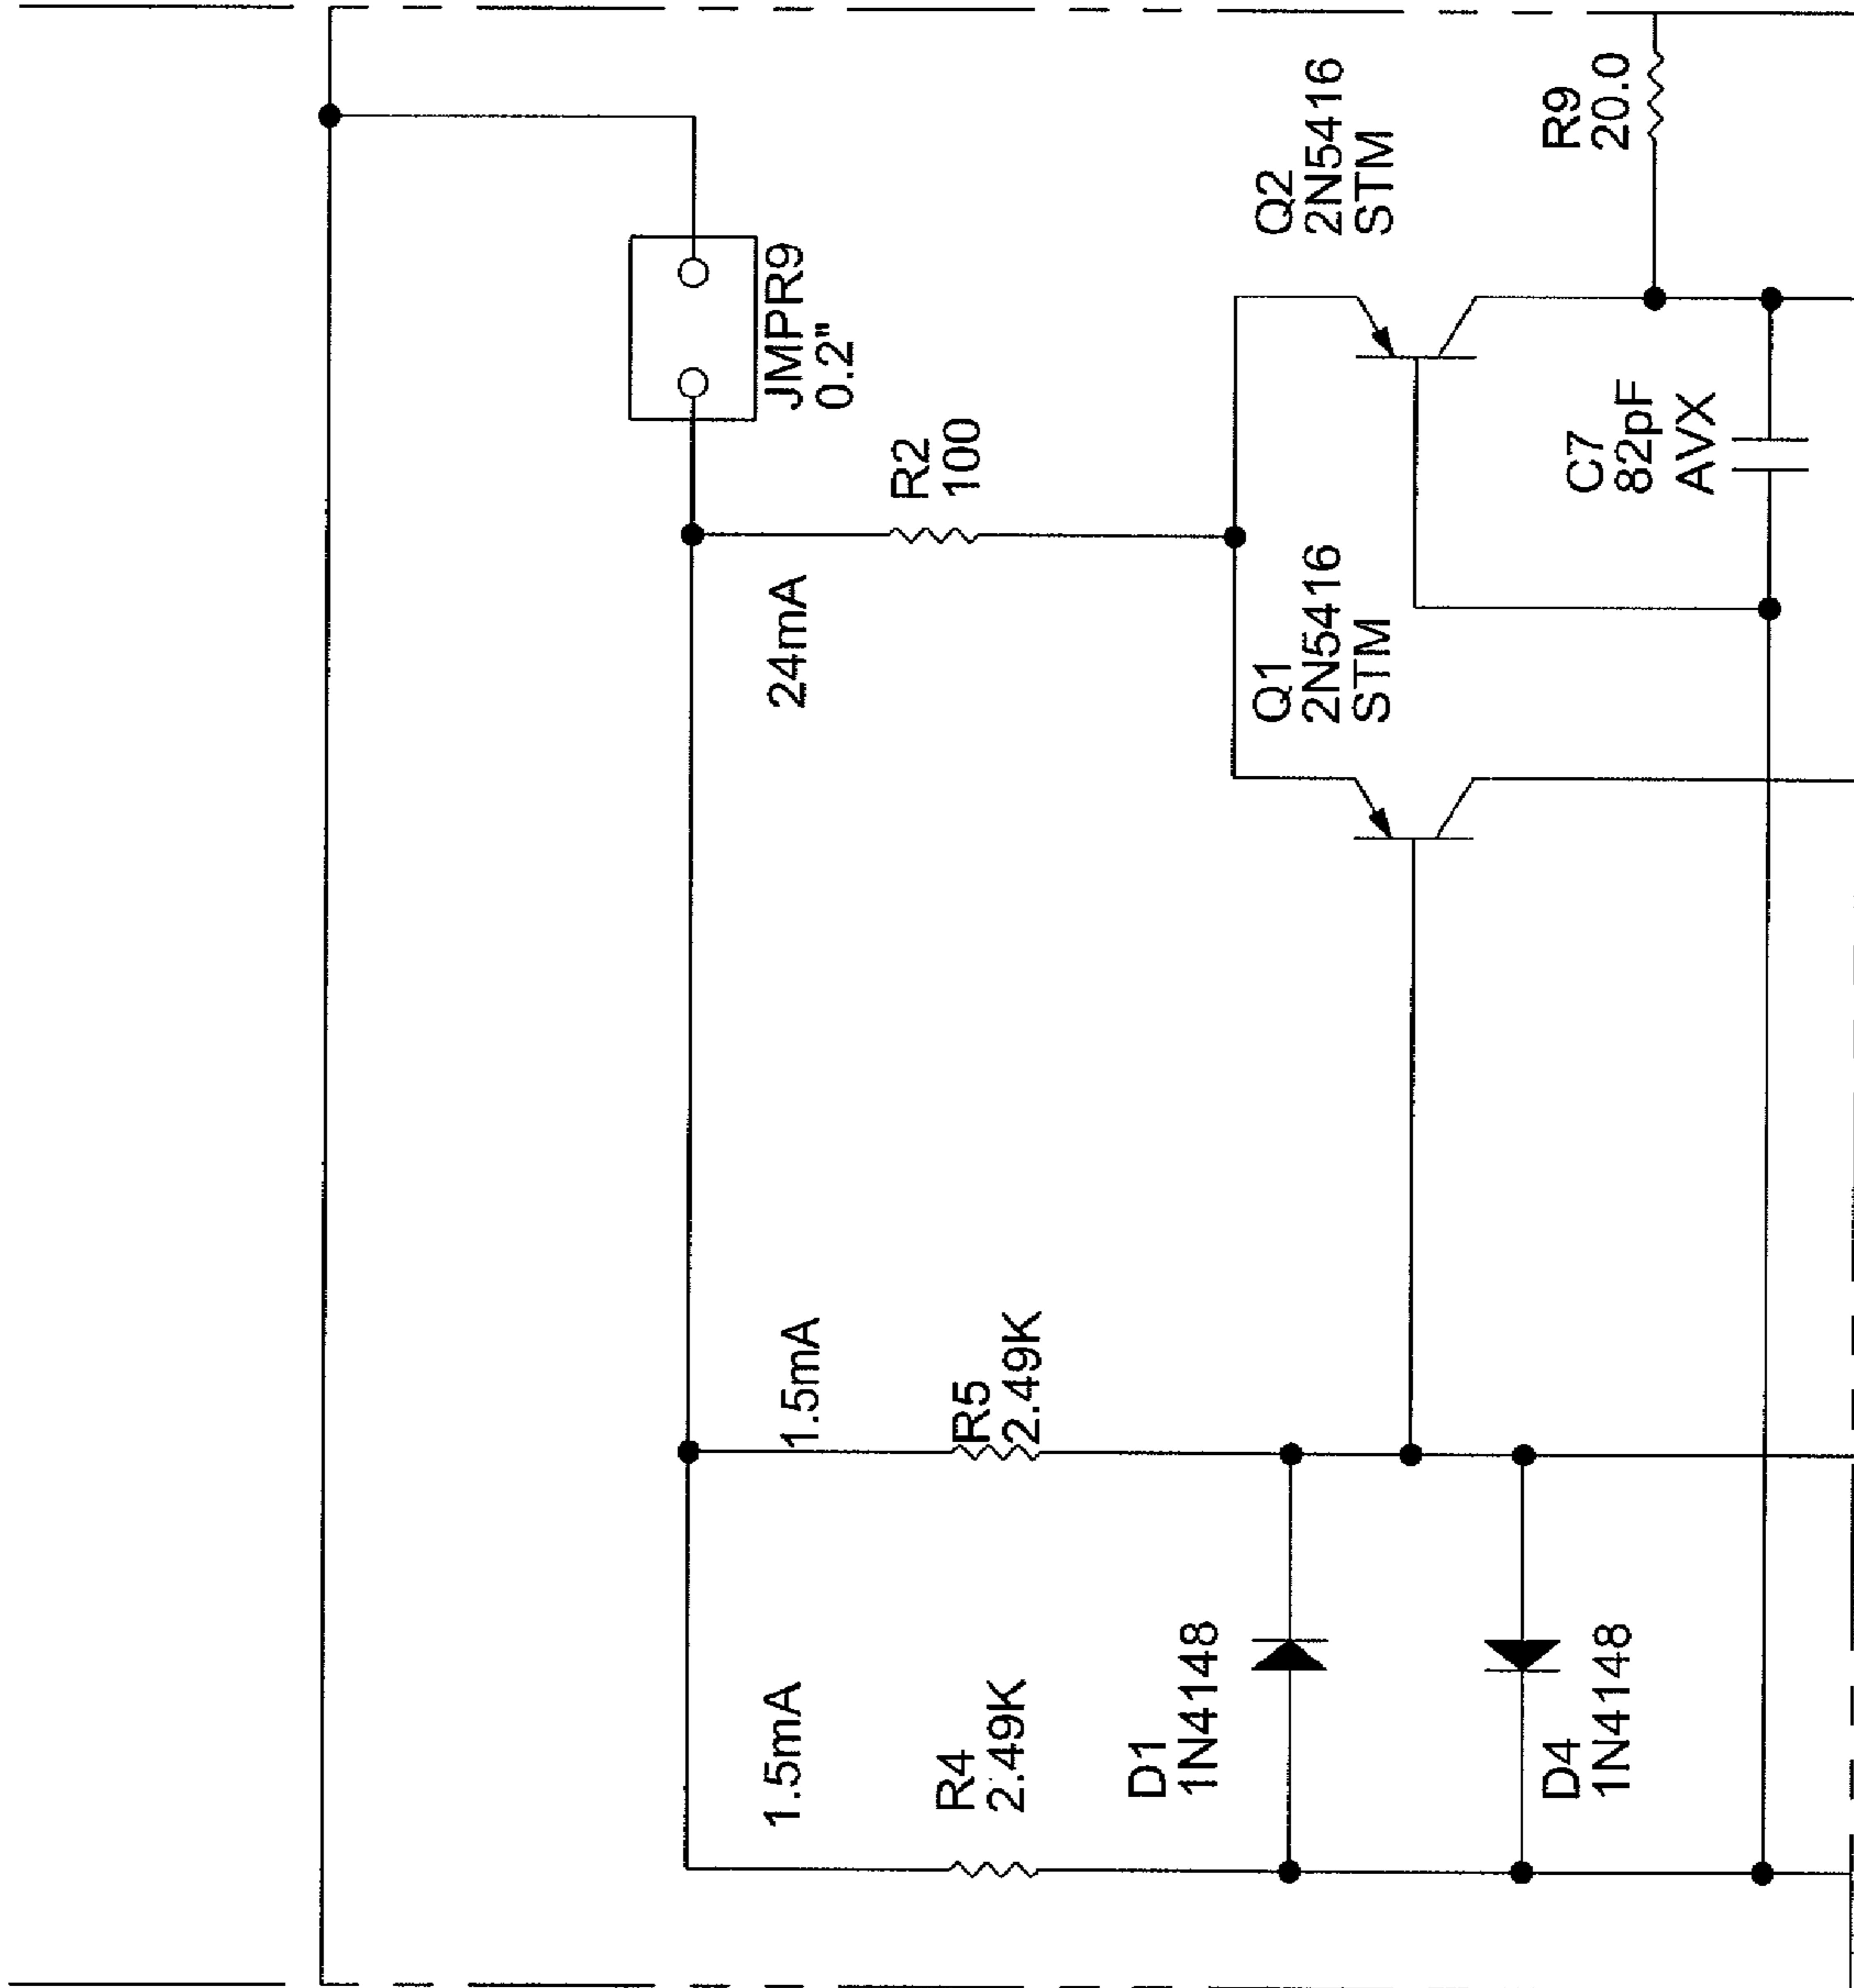 JMPR9
0.2"
R2
100
24mA
Q2
2N5416
STM
R9
20.0
Q1
2N5416
STM
C7
82pF
AVX
1.5mA
R5
2.49K
1.5mA
R4
2.49K
D1
1N4148
D4
1N4148